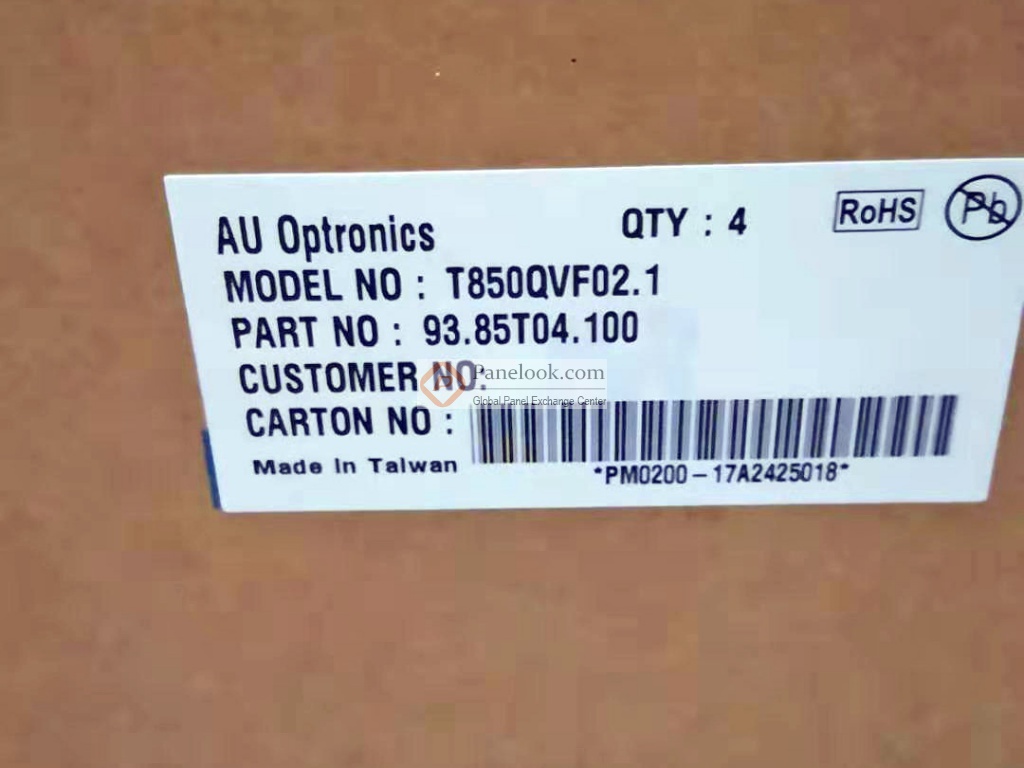 AU Optronics QTY : 4 RoHS Pb
MODEL NO : T850QVF02.1
PART NO : 93.85T04.100
CUSTOMER NO:
Panelook.com
Global Panel Exchange Center
CARTON NO :
Made In Taiwan *PM0200-17A2425018*